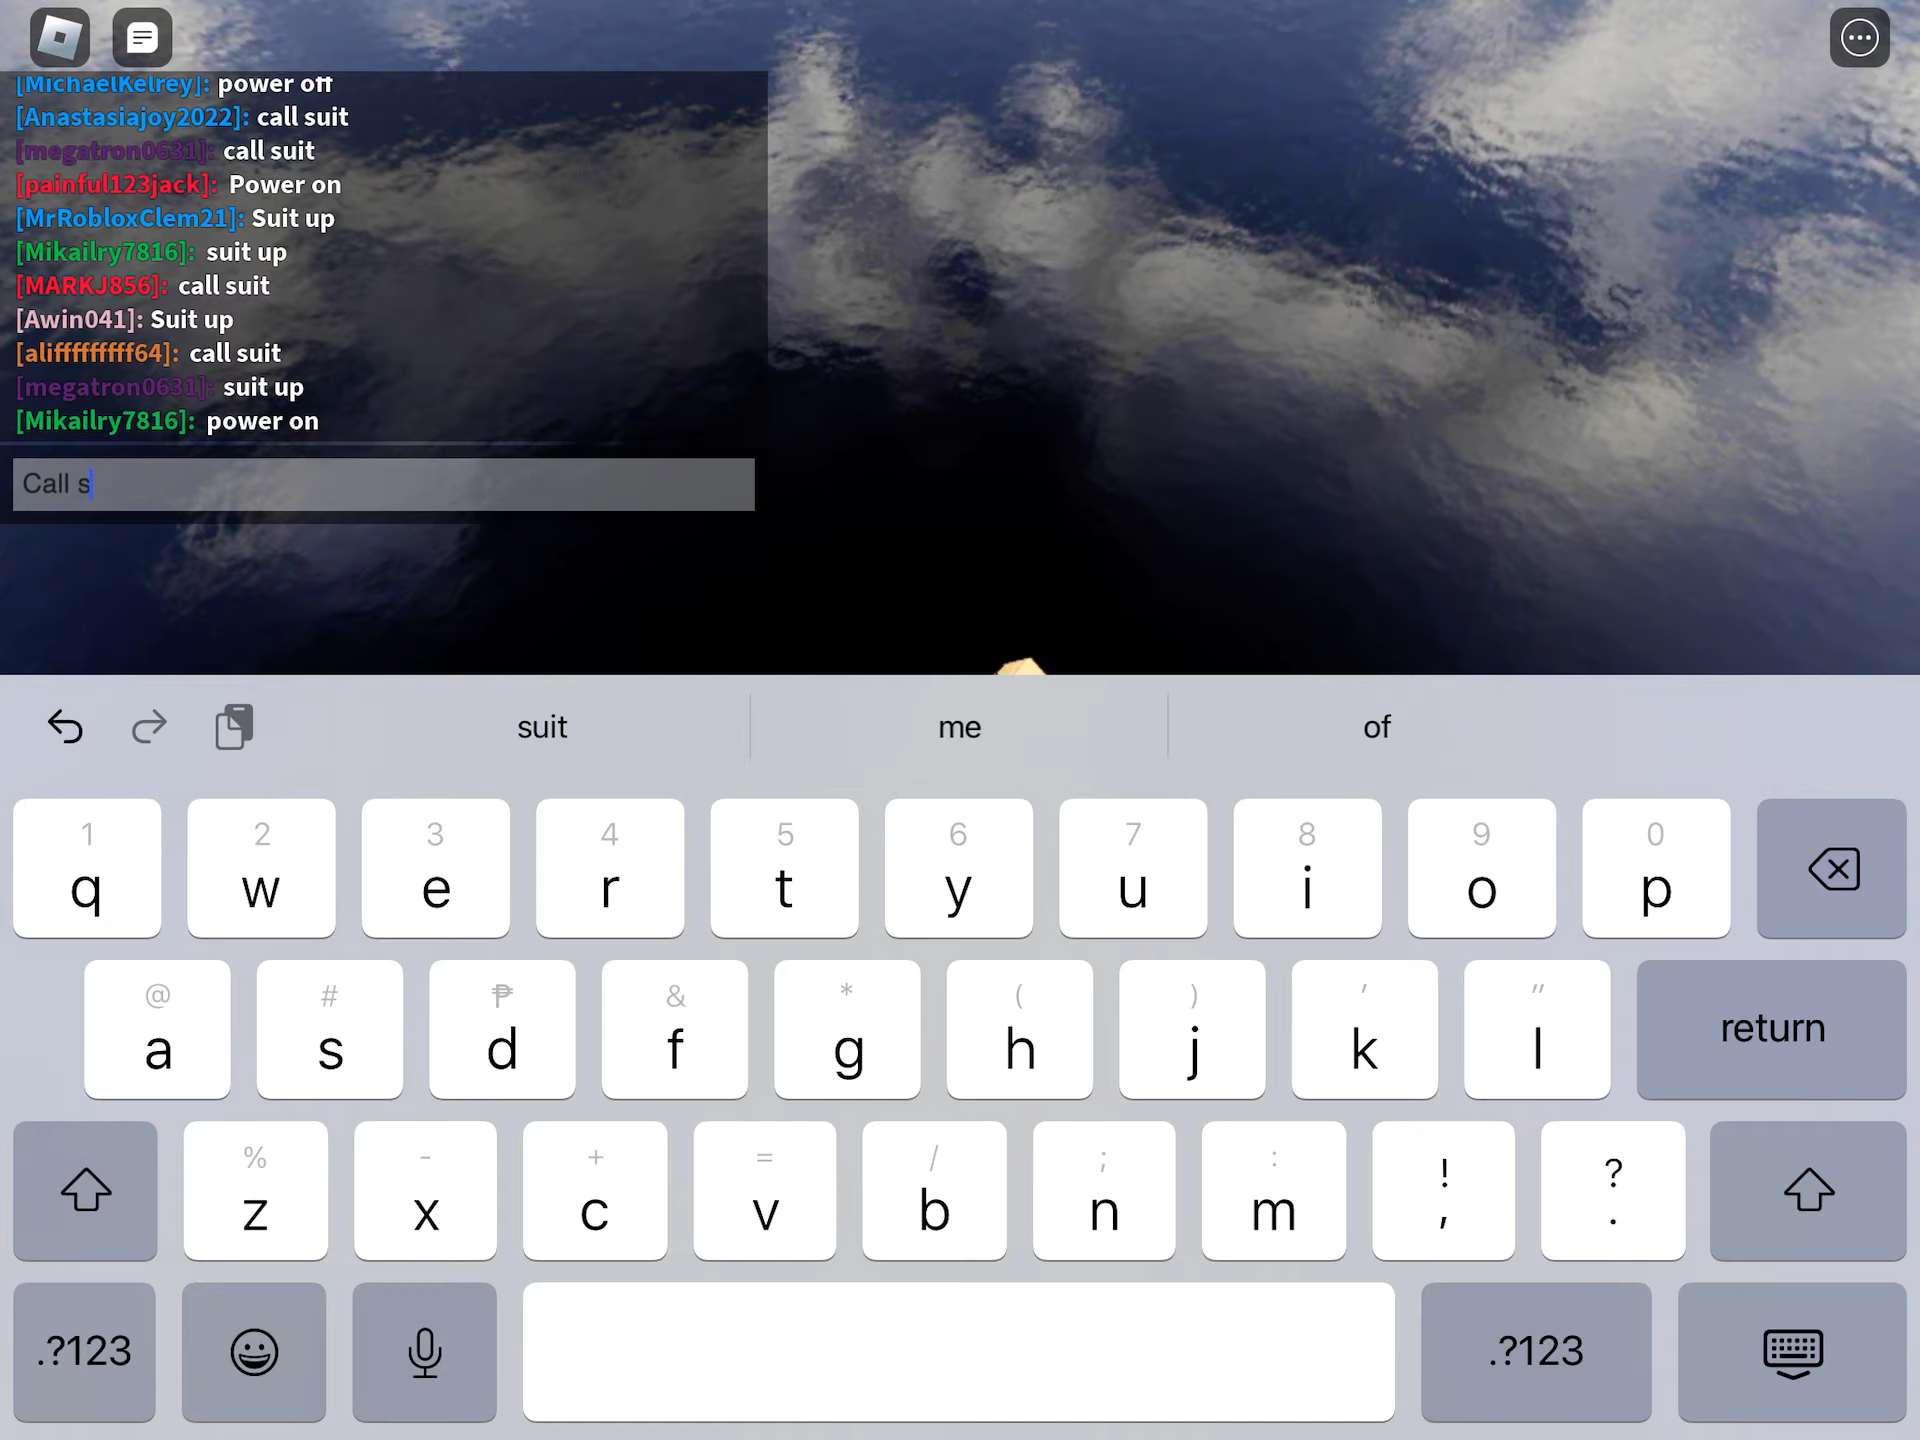 [MichaelKelrey]: power off
[Anastasiajoy2022]: call suit
[megatron0631]: call suit
[painful123jack]: Power on
[MrRobloxClem21]: Suit up
[Mikailry7816]: suit up
[MARKJ856]: call suit
[Awin041]: Suit up
[alifffffffff64]: call suit
[megatron0631]: suit up
[Mikailry7816]: power on
Call s
suit me of
1 2 3 4 5 6 7 8 9 0
q w e r t y u i o p
@ # ₱ & * ( ) ' "
a s d f g h j k l return
% - + = / ; : ! ?
z x c v b n m , .
.?123 .?123